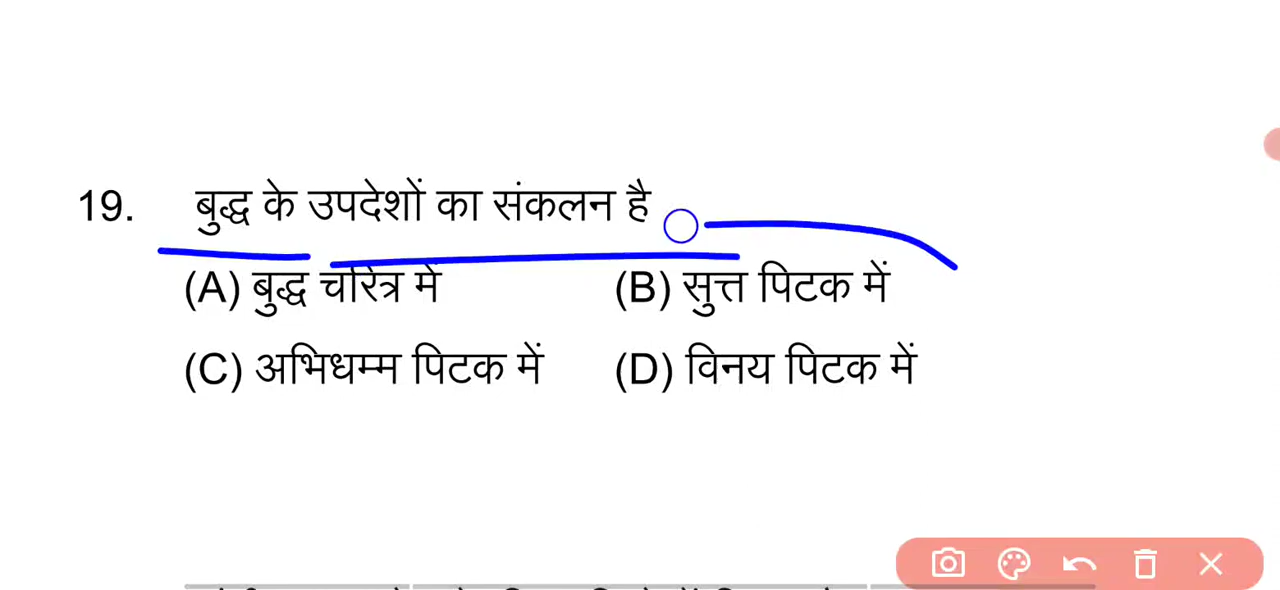 19. बुद्ध के उपदेशों का संकलन है
(A) बुद्ध चरित्र में (B) सुत्त पिटक में
(C) अभिधम्म पिटक में (D) विनय पिटक में